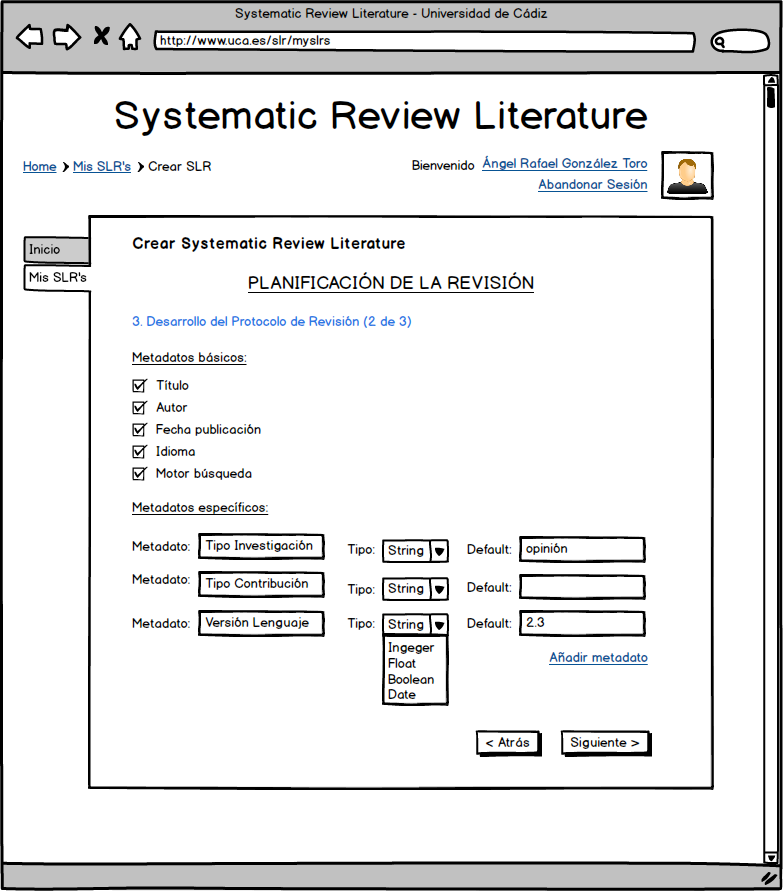 Systematic Review Literature - Universidad de Cádiz
http://www.uca.es/slr/myslrs
Systematic Review Literature
Home > Mis SLR's > Crear SLR
Bienvenido Ángel Rafael González Toro
Abandonar Sesión
Inicio
Mis SLR's
Crear Systematic Review Literature
PLANIFICACIÓN DE LA REVISIÓN
3. Desarrollo del Protocolo de Revisión (2 de 3)
Metadatos básicos:
Título
Autor
Fecha publicación
Idioma
Motor búsqueda
Metadatos específicos:
Metadato: Tipo Investigación Tipo: String Default: opinión
Metadato: Tipo Contribución Tipo: String Default:
Metadato: Versión Lenguaje Tipo: String Default: 2.3
Ingeger
Float
Boolean
Date
Añadir metadato
< Atrás Siguiente >